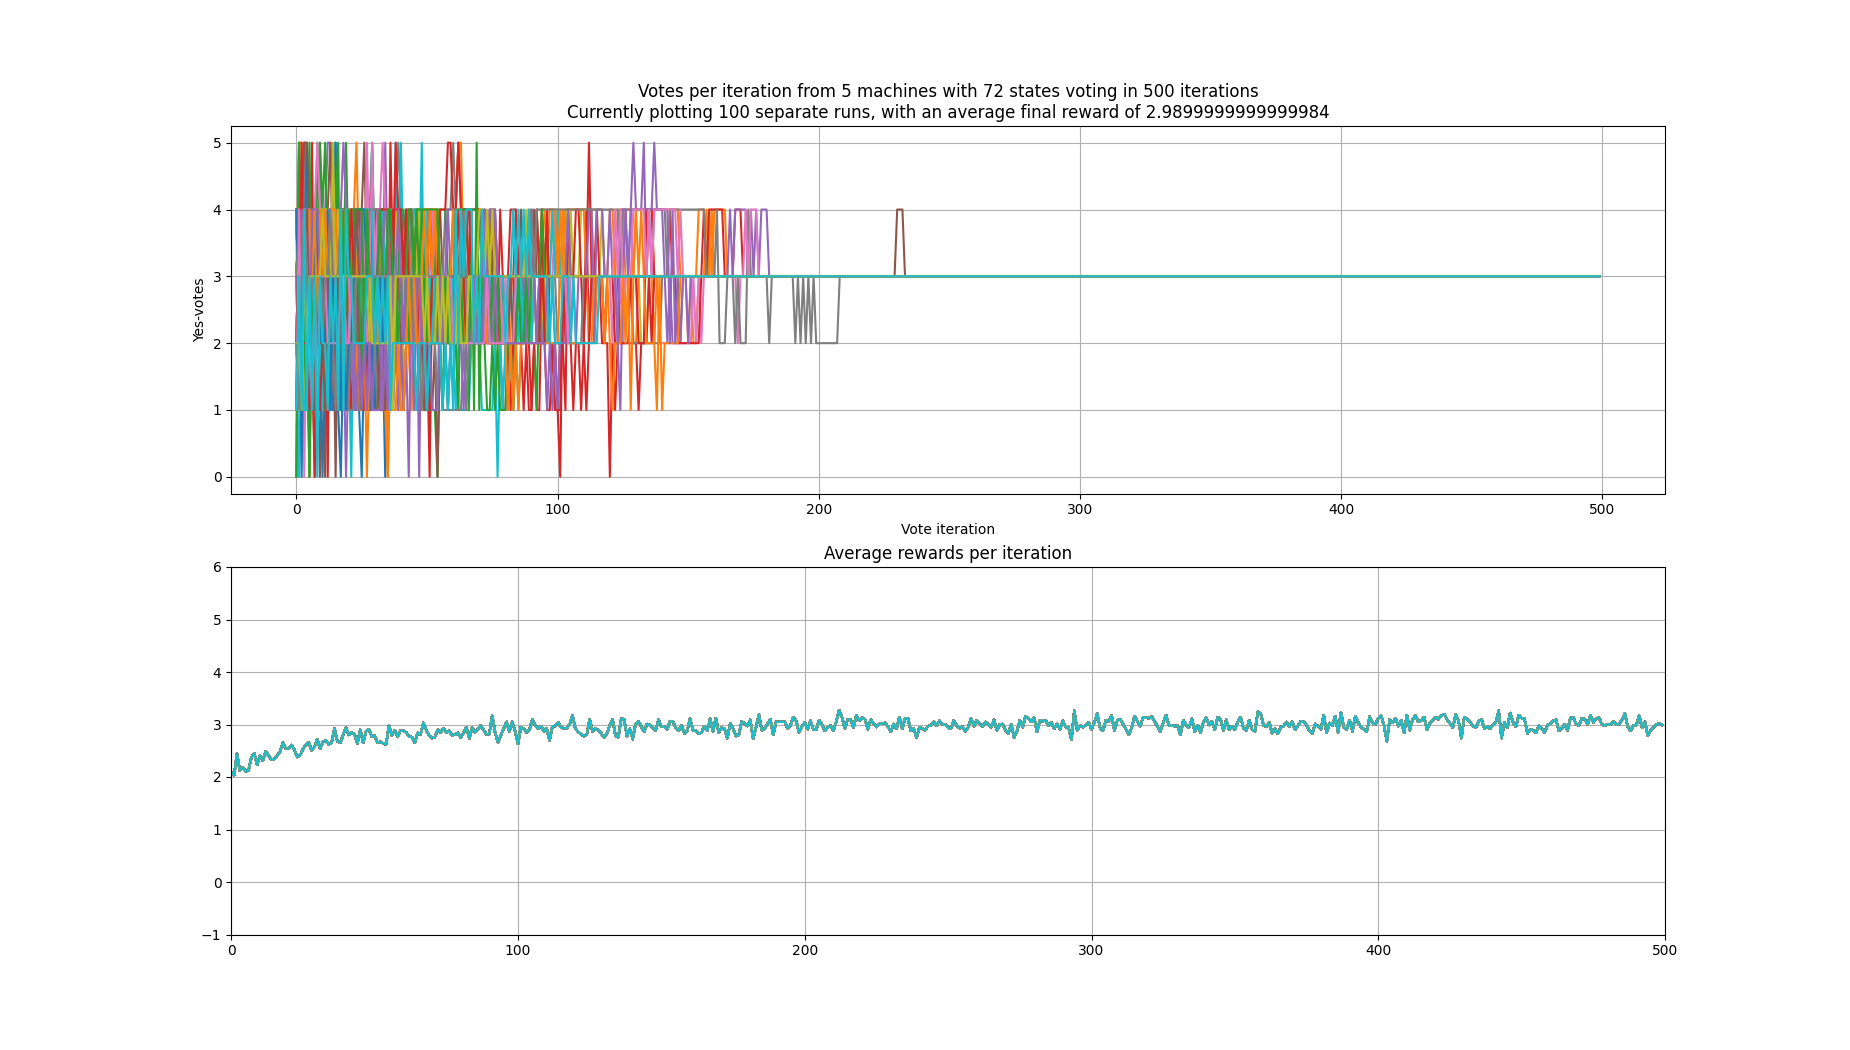 Votes per iteration from 5 machines with 72 states voting in 500 iterations
Currently plotting 100 separate runs, with an average final reward of 2.9899999999999984
5
4
3
2
1
0
Yes-votes
0 100 200 300 400 500
Vote iteration
Average rewards per iteration
6
5
4
3
2
1
0
−1
0 100 200 300 400 500